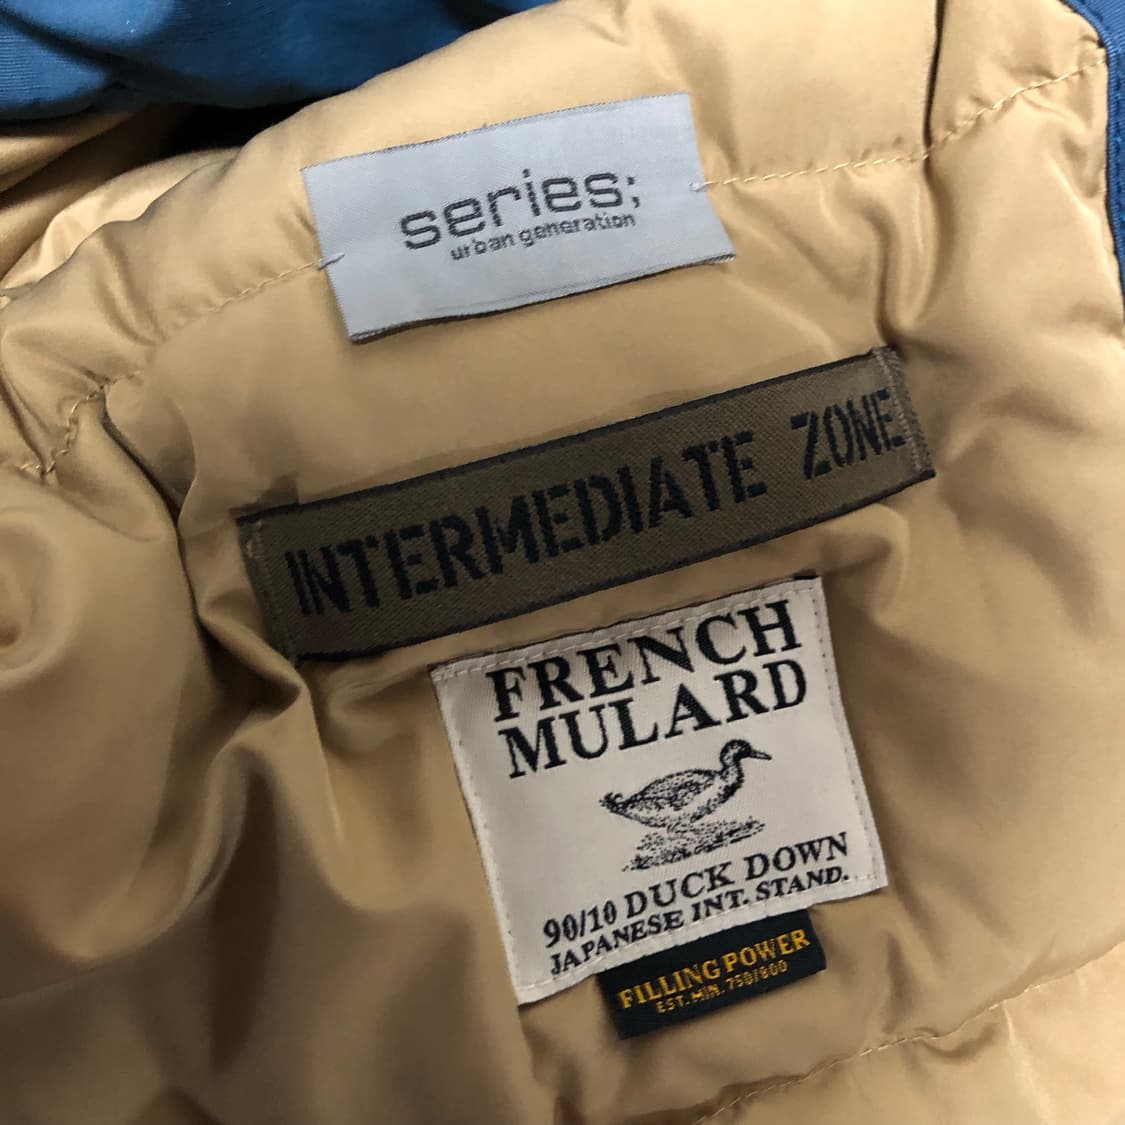 series;
urban generation
INTERMEDIATE ZONE
FRENCH
MULARD
90/10 DUCK DOWN
JAPANESE INT. STAND.
FILLING POWER
EST. MIN. 750/800